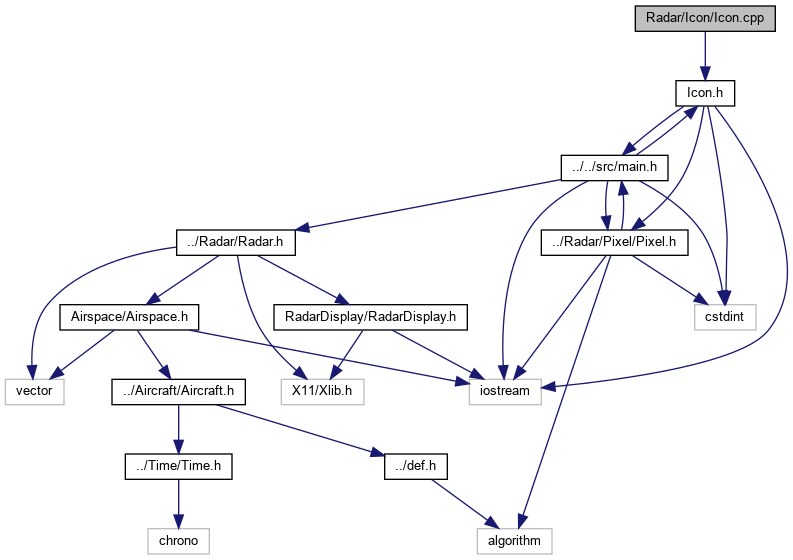 Radar/Icon/Icon.cpp
Icon.h
../../src/main.h
../Radar/Radar.h
../Radar/Pixel/Pixel.h
Airspace/Airspace.h
RadarDisplay/RadarDisplay.h
cstdint
vector
../Aircraft/Aircraft.h
X11/Xlib.h
iostream
../Time/Time.h
../def.h
chrono
algorithm